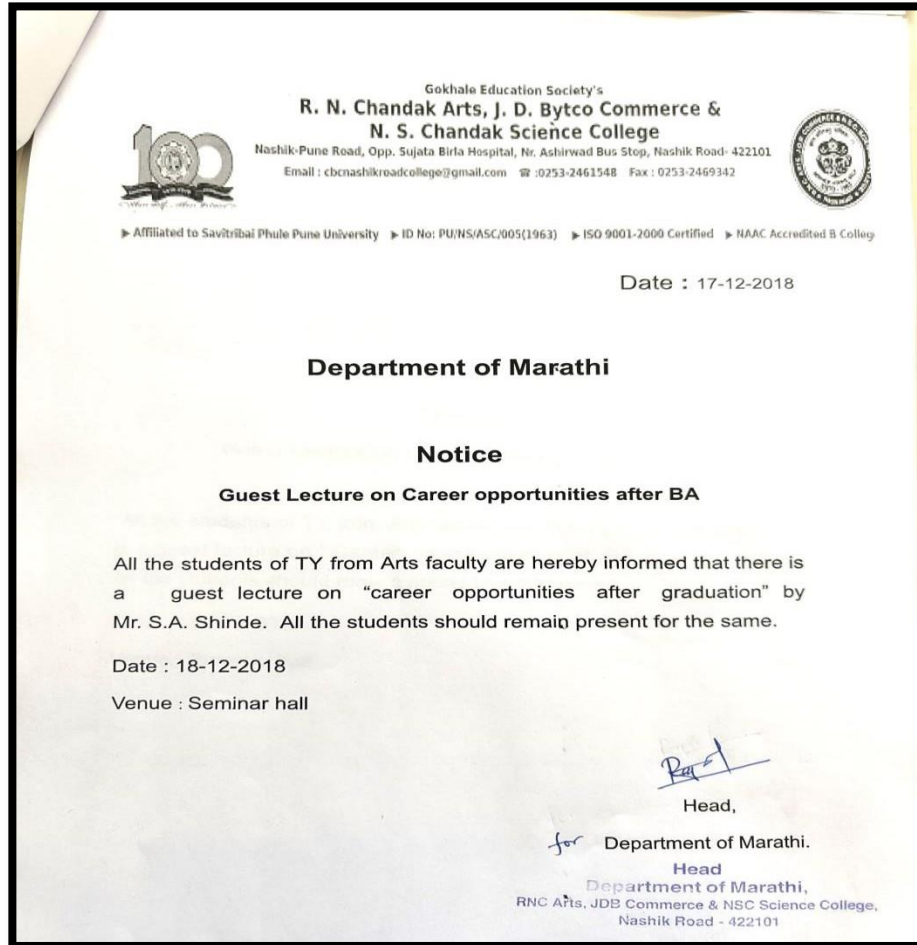 Gokhale Education Society's
R. N. Chandak Arts, J. D. Bytco Commerce &
N. S. Chandak Science College
Nashik-Pune Road, Opp. Sujata Birla Hospital, Nr. Ashirwad Bus Stop, Nashik Road- 422101
Email : cbcnashikroadcollege@gmail.com ☎ :0253-2461548 Fax : 0253-2469342
100
▶ Affiliated to Savitribai Phule Pune University ▶ ID No: PU/NS/ASC/005(1963) ▶ ISO 9001-2000 Certified ▶ NAAC Accredited B Colleg
Date : 17-12-2018
Department of Marathi
Notice
Guest Lecture on Career opportunities after BA
All the students of TY from Arts faculty are hereby informed that there is
a guest lecture on “career opportunities after graduation” by
Mr. S.A. Shinde. All the students should remain present for the same.
Date : 18-12-2018
Venue : Seminar hall
Head,
for Department of Marathi.
Head
Department of Marathi,
RNC Arts, JDB Commerce & NSC Science College,
Nashik Road - 422101